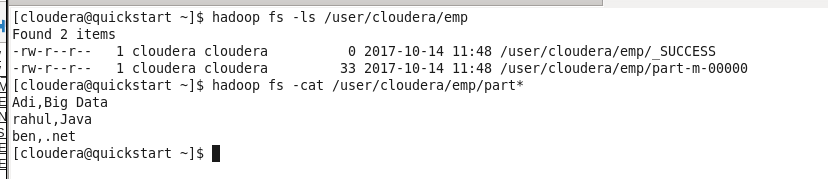 [cloudera@quickstart ~]$ hadoop fs -ls /user/cloudera/emp
Found 2 items
-rw-r--r--   1 cloudera cloudera          0 2017-10-14 11:48 /user/cloudera/emp/_SUCCESS
-rw-r--r--   1 cloudera cloudera         33 2017-10-14 11:48 /user/cloudera/emp/part-m-00000
[cloudera@quickstart ~]$ hadoop fs -cat /user/cloudera/emp/part*
Adi,Big Data
rahul,Java
ben,.net
[cloudera@quickstart ~]$